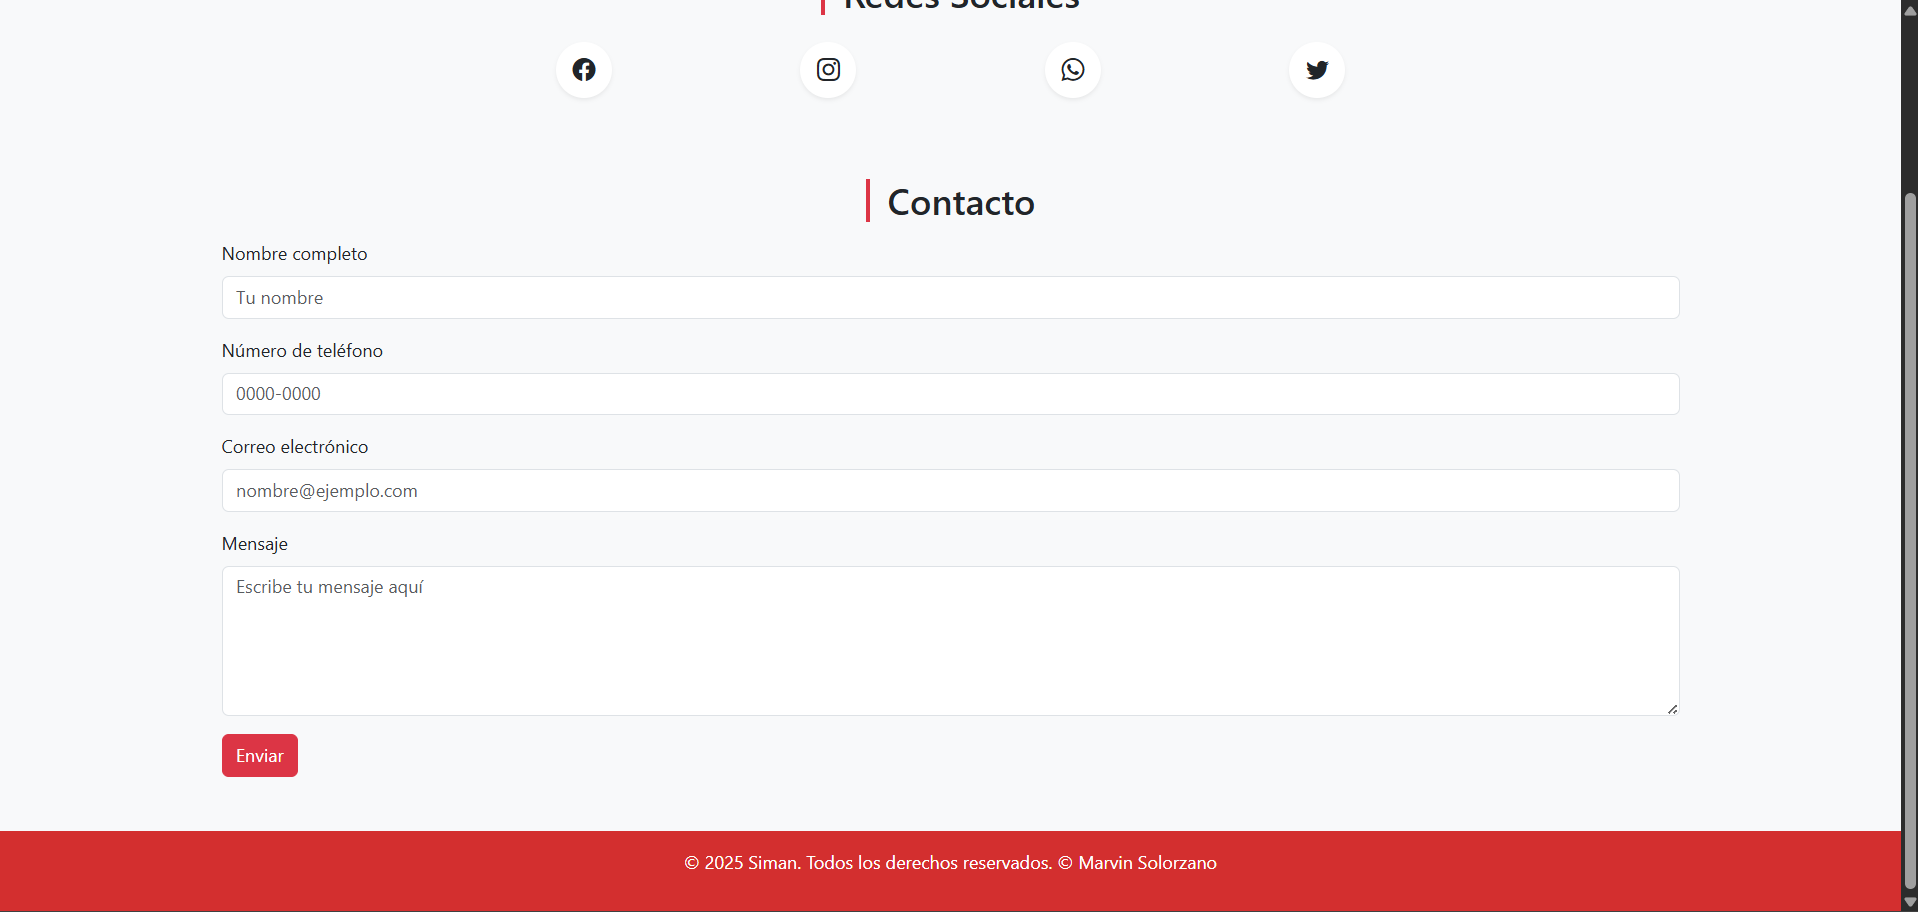 Redes Sociales
Contacto
Nombre completo
Tu nombre
Número de teléfono
0000-0000
Correo electrónico
nombre@ejemplo.com
Mensaje
Escribe tu mensaje aquí
Enviar
© 2025 Siman. Todos los derechos reservados. © Marvin Solorzano